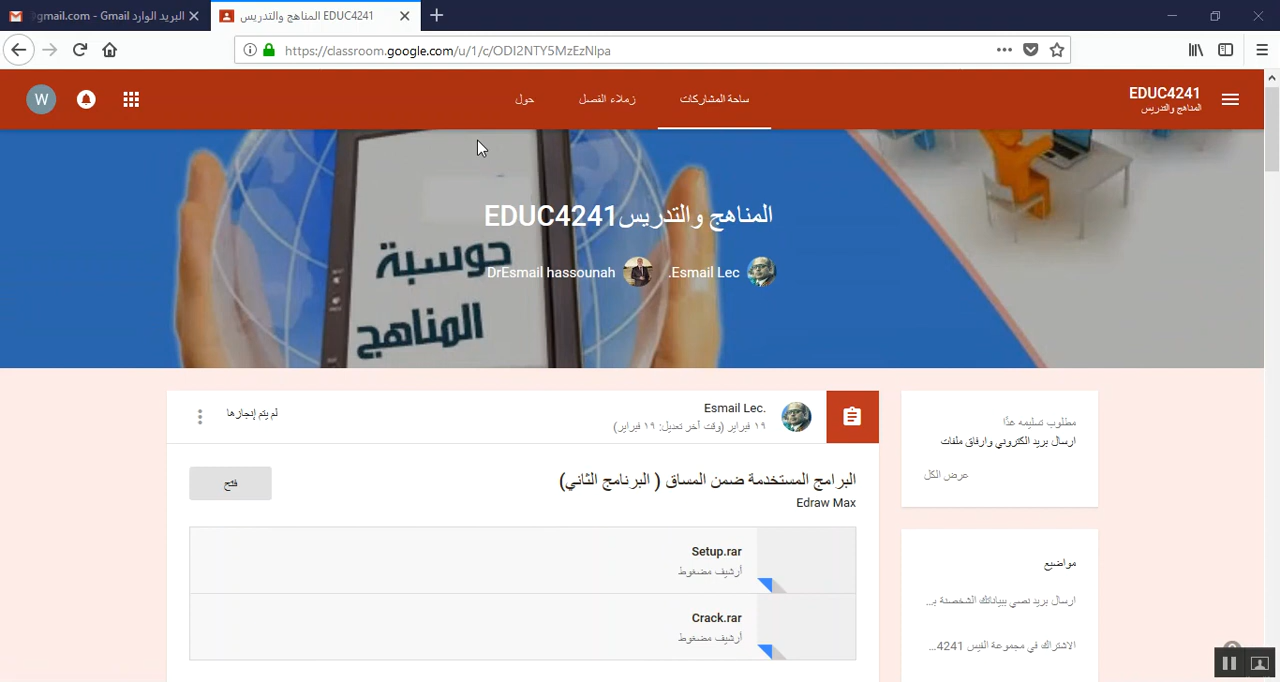 @gmail.com - Gmail البريد الوارد
المناهج والتدريس EDUC4241
https://classroom.google.com/u/1/c/ODI2NTY5MzEzNlpa
W
حول
زملاء الفصل
ساحة المشاركات
EDUC4241
المناهج والتدريس
المناهج والتدريسEDUC4241
DrEsmail hassounah
Esmail Lec.
حوسبة
المناهج
لم يتم إنجازها
Esmail Lec.
١٩ فبراير (وقت آخر تعديل: ١٩ فبراير)
البرامج المستخدمة ضمن المساق ( البرنامج الثاني)
فتح
Edraw Max
Setup.rar
أرشيف مضغوط
Crack.rar
أرشيف مضغوط
مطلوب تسليمه غدًا
ارسال بريد الكتروني وارفاق ملفات
عرض الكل
مواضيع
ارسال بريد نصي ببياناتك الشخصية بـ...
الاشتراك في مجموعة الفيس 4241...